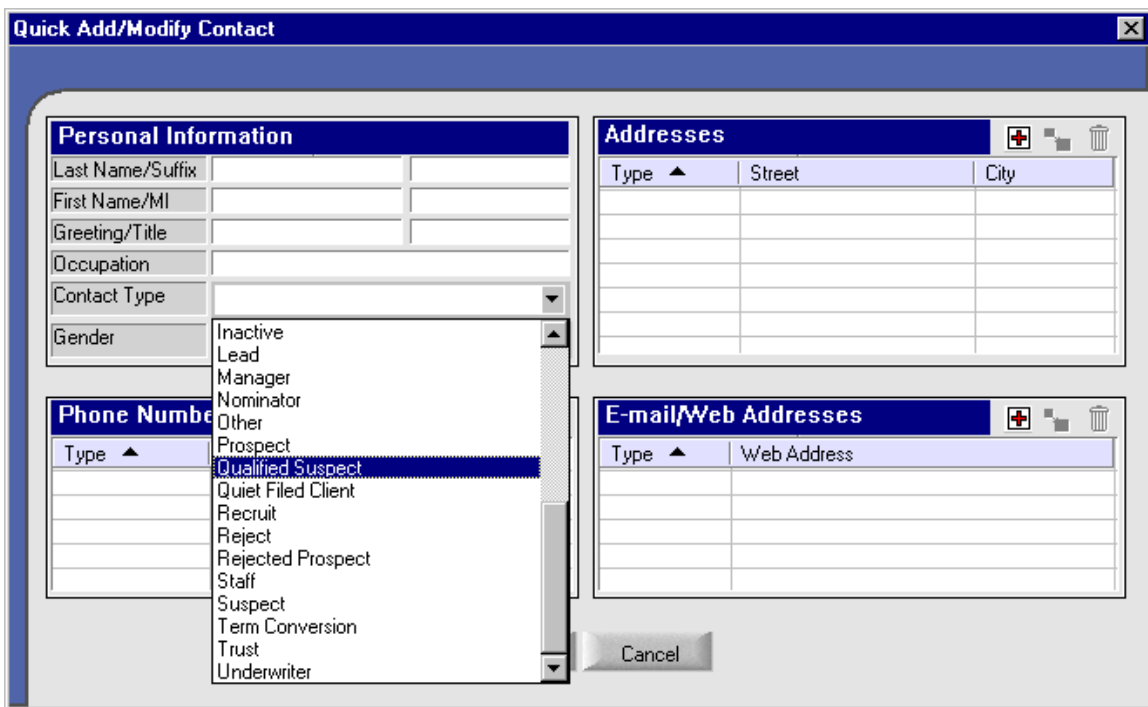 Quick Add/Modify Contact
Personal Information
Last Name/Suffix
First Name/MI
Greeting/Title
Occupation
Contact Type
Gender
Inactive
Lead
Manager
Nominator
Other
Prospect
Qualified Suspect
Quiet Filed Client
Recruit
Reject
Rejected Prospect
Staff
Suspect
Term Conversion
Trust
Underwriter
Addresses
Type Street City
Phone Numbe
Type
E-mail/Web Addresses
Type Web Address
Cancel